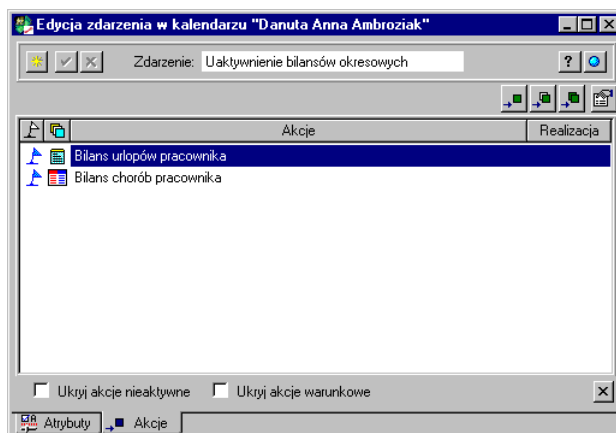 Edycja zdarzenia w kalendarzu "Danuta Anna Ambroziak"
Zdarzenie: Uaktywnienie bilansów okresowych
?
Akcje Realizacja
Bilans urlopów pracownika
Bilans chorób pracownika
Ukryj akcje nieaktywne Ukryj akcje warunkowe
Atrybuty Akcje